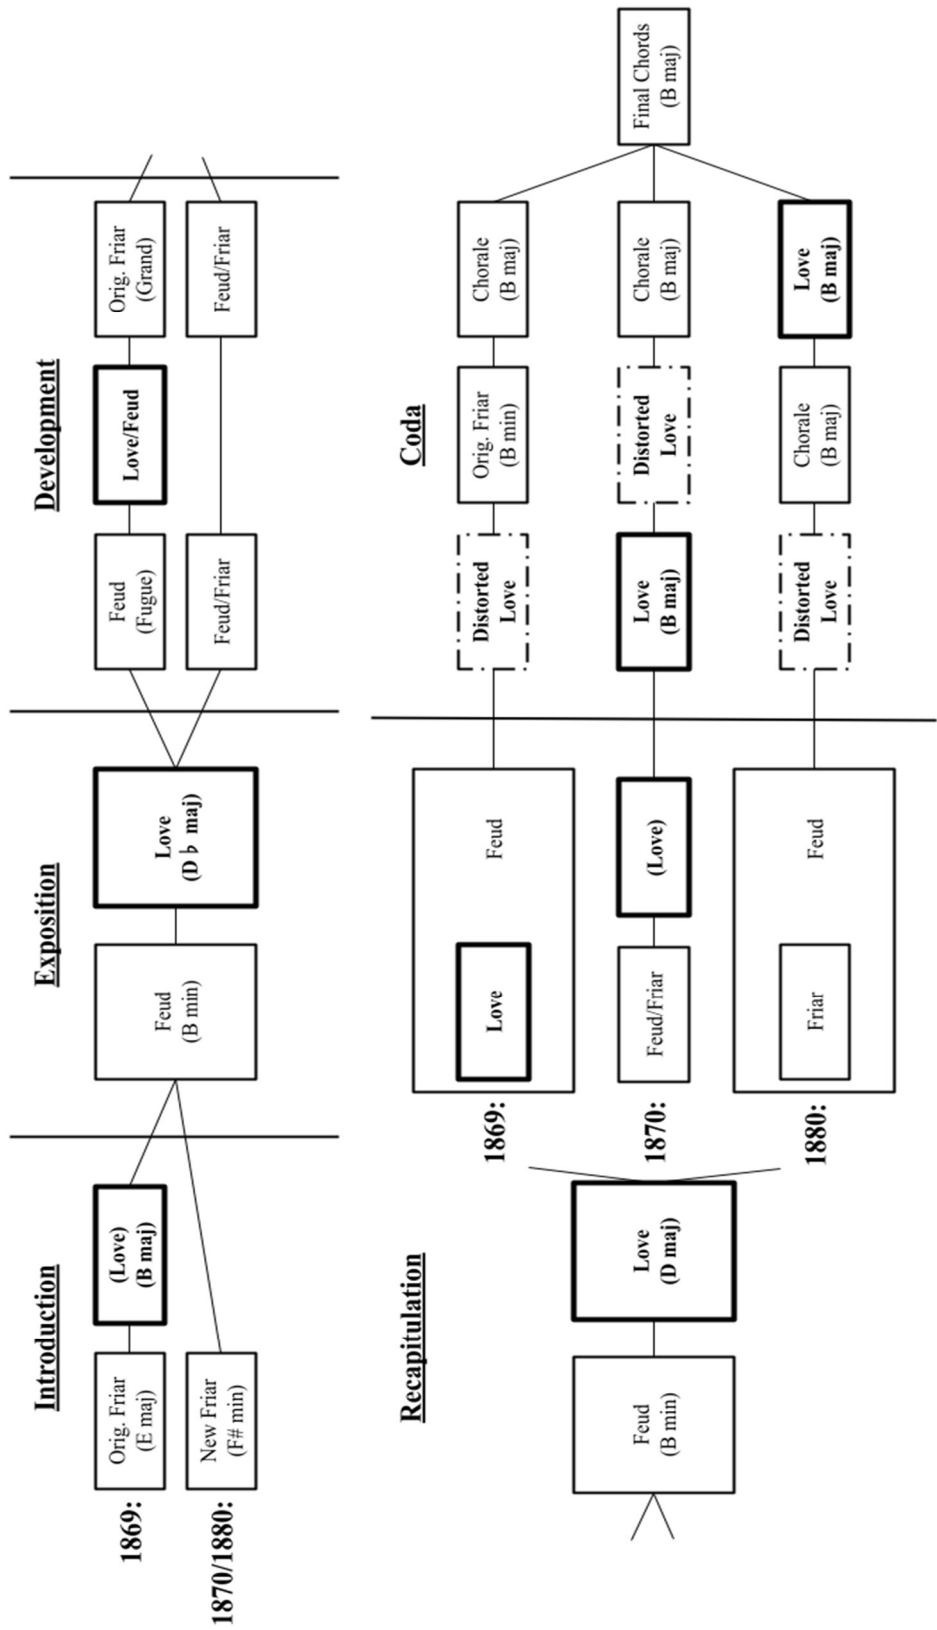 Introduction
Exposition
Development
1869:
Orig. Friar
(E maj)
(Love)
(B maj)
1870/1880:
New Friar
(F# min)
Feud
(B min)
Love
(D ♭ maj)
Feud
(Fugue)
Love/Feud
Orig. Friar
(Grand)
Feud/Friar
Feud/Friar
Recapitulation
Coda
Feud
(B min)
Love
(D maj)
1869:
Love
Feud
Distorted
Love
Orig. Friar
(B min)
Chorale
(B maj)
1870:
Feud/Friar
(Love)
Love
(B maj)
Distorted
Love
Chorale
(B maj)
1880:
Friar
Feud
Distorted
Love
Chorale
(B maj)
Love
(B maj)
Final Chords
(B maj)